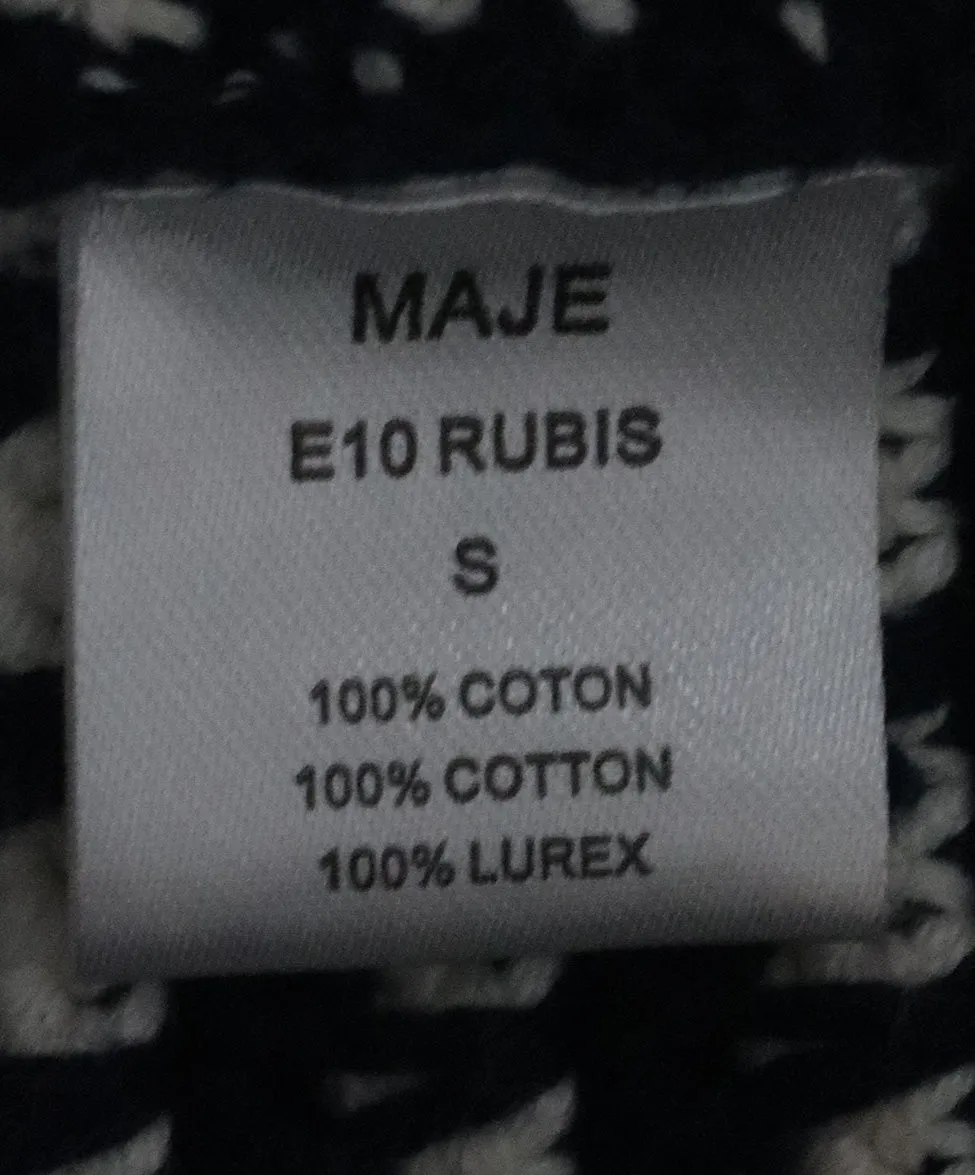 MAJE
E10 RUBIS
S
100% COTON
100% COTTON
100% LUREX